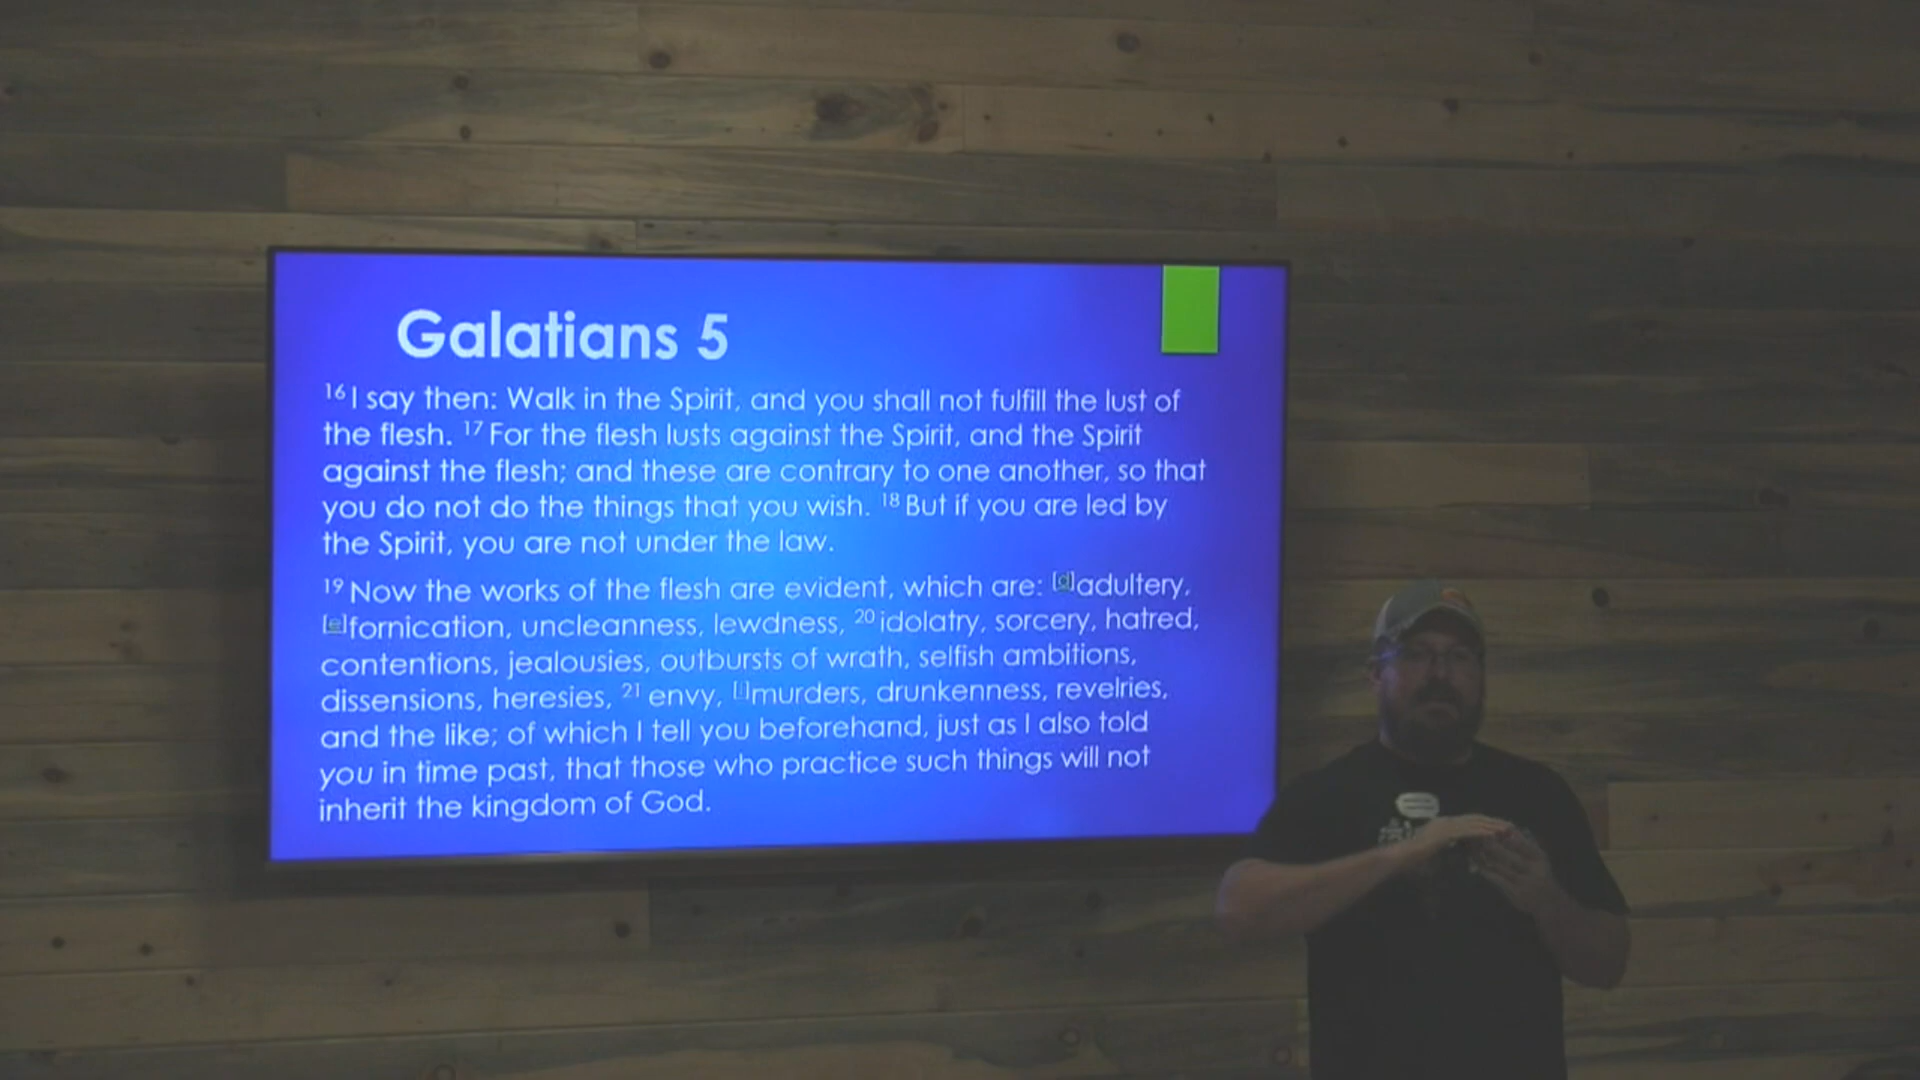 Galatians 5
16 I say then: Walk in the Spirit, and you shall not fulfill the lust of
the flesh. 17 For the flesh lusts against the Spirit, and the Spirit
against the flesh; and these are contrary to one another, so that
you do not do the things that you wish. 18 But if you are led by
the Spirit, you are not under the law.
19 Now the works of the flesh are evident, which are: [d]adultery,
[e]fornication, uncleanness, lewdness, 20 idolatry, sorcery, hatred,
contentions, jealousies, outbursts of wrath, selfish ambitions,
dissensions, heresies, 21 envy, murders, drunkenness, revelries,
and the like; of which I tell you beforehand, just as I also told
you in time past, that those who practice such things will not
inherit the kingdom of God.